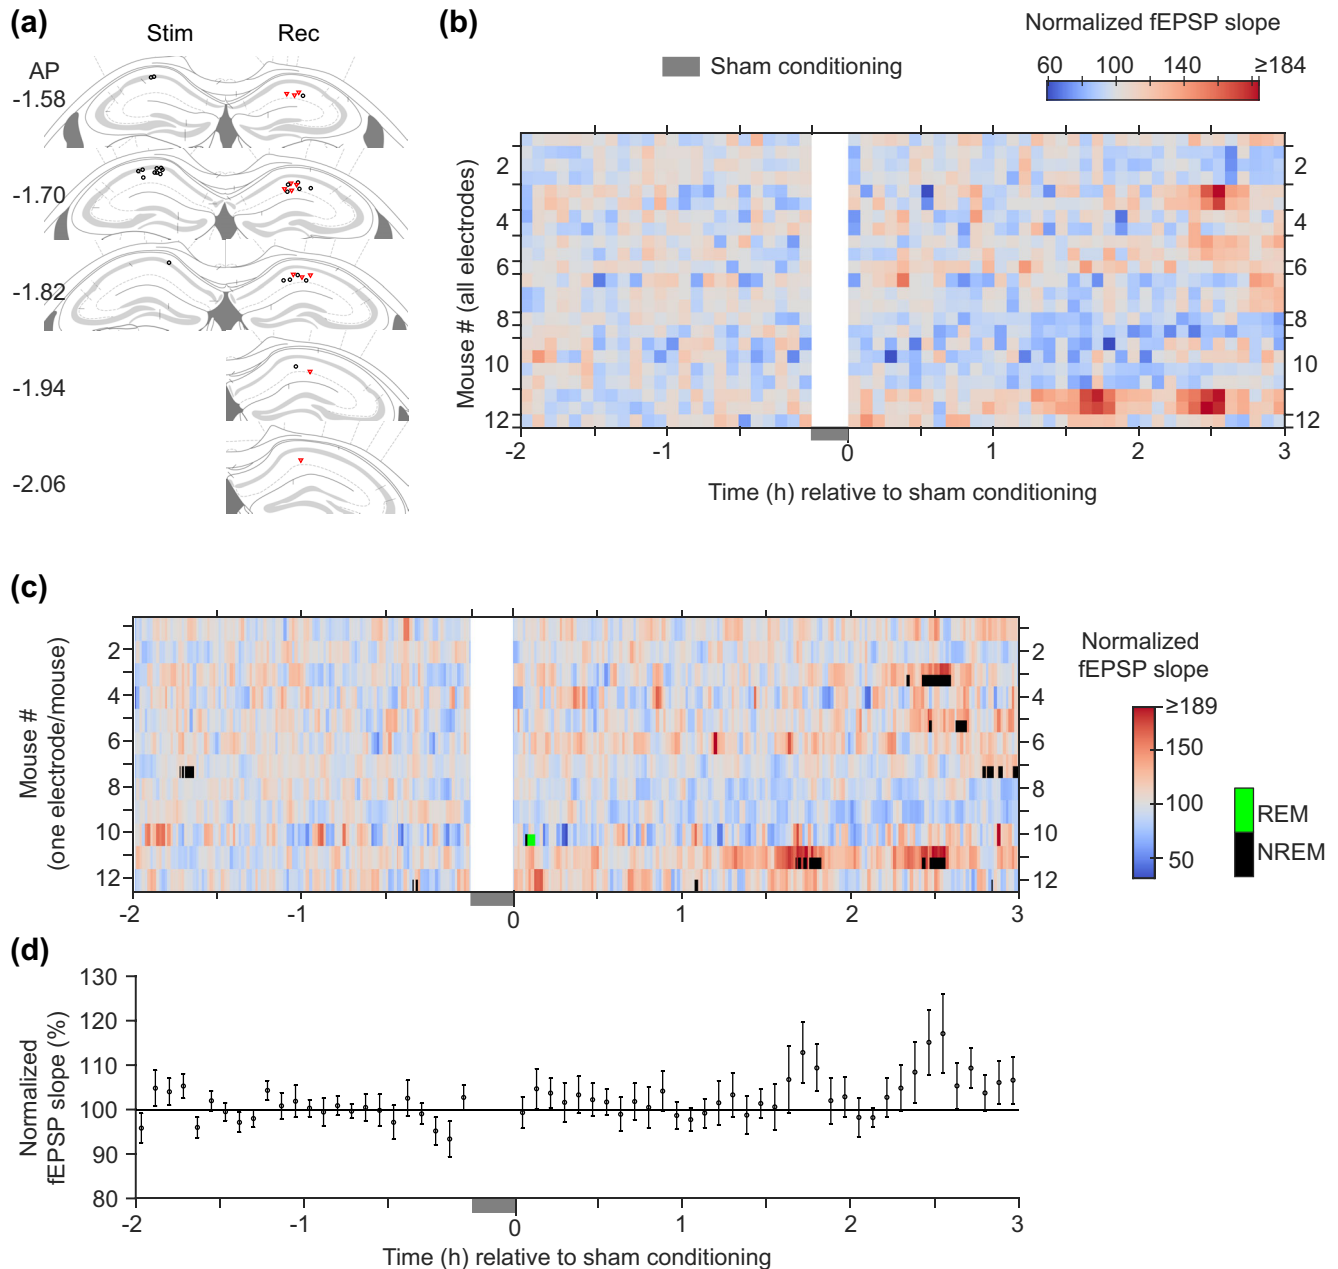 (a)
Stim Rec
AP
-1.58
-1.70
-1.82
-1.94
-2.06
(b)
Sham conditioning
Normalized fEPSP slope
60 100 140 ≥184
Mouse # (all electrodes)
2 4 6 8 10 12
2 4 6 8 10 12
-2 -1 0 1 2 3
Time (h) relative to sham conditioning
(c)
Mouse #
(one electrode/mouse)
2 4 6 8 10 12
2 4 6 8 10 12
-2 -1 0 1 2 3
Normalized
fEPSP slope
≥189
150
100
50
REM
NREM
(d)
Normalized
fEPSP slope (%)
130
120
110
100
90
80
-2 -1 0 1 2 3
Time (h) relative to sham conditioning